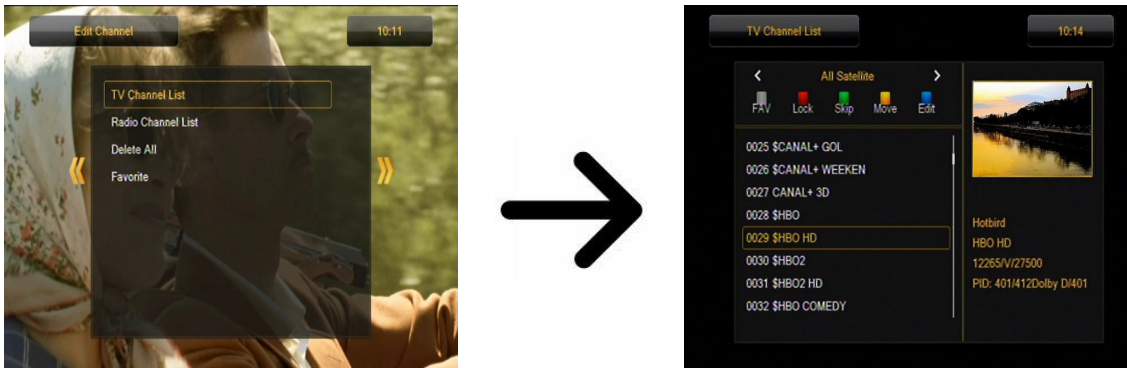 Edit Channel
10:11
TV Channel List
Radio Channel List
Delete All
Favorite
TV Channel List
10:14
All Satellite
FAV Lock Skip Move Edit
0025 $CANAL+ GOL
0026 $CANAL+ WEEKEN
0027 CANAL+ 3D
0028 $HBO
0029 $HBO HD
0030 $HBO2
0031 $HBO2 HD
0032 $HBO COMEDY
Hotbird
HBO HD
12265/V/27500
PID: 401/412Dolby D/401